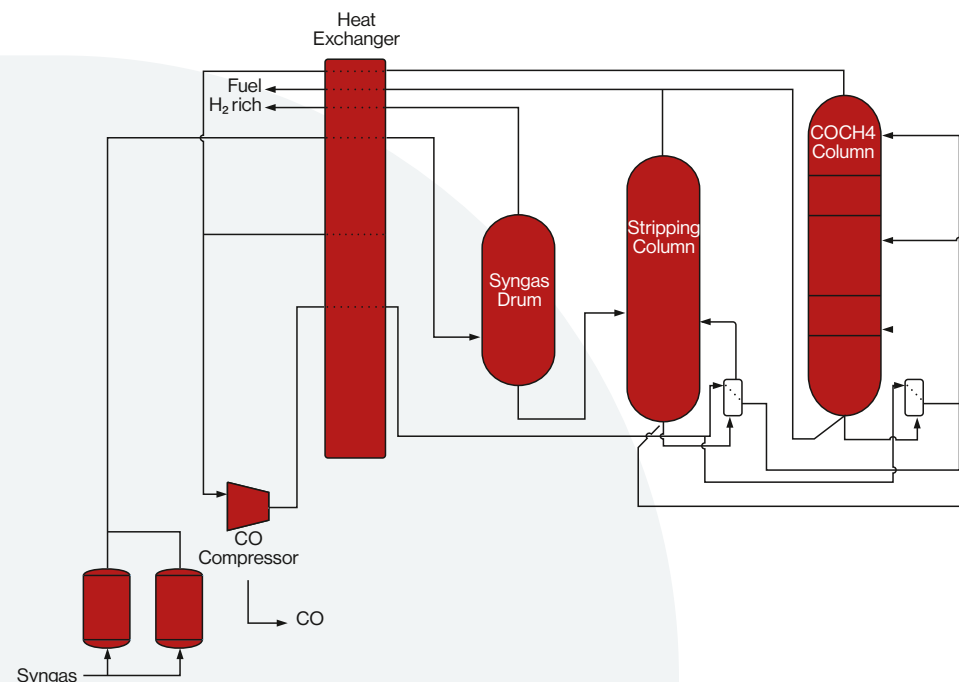 Heat
Exchanger
Fuel
H₂ rich
COCH4
Column
Stripping
Column
Syngas
Drum
CO
Compressor
CO
Syngas